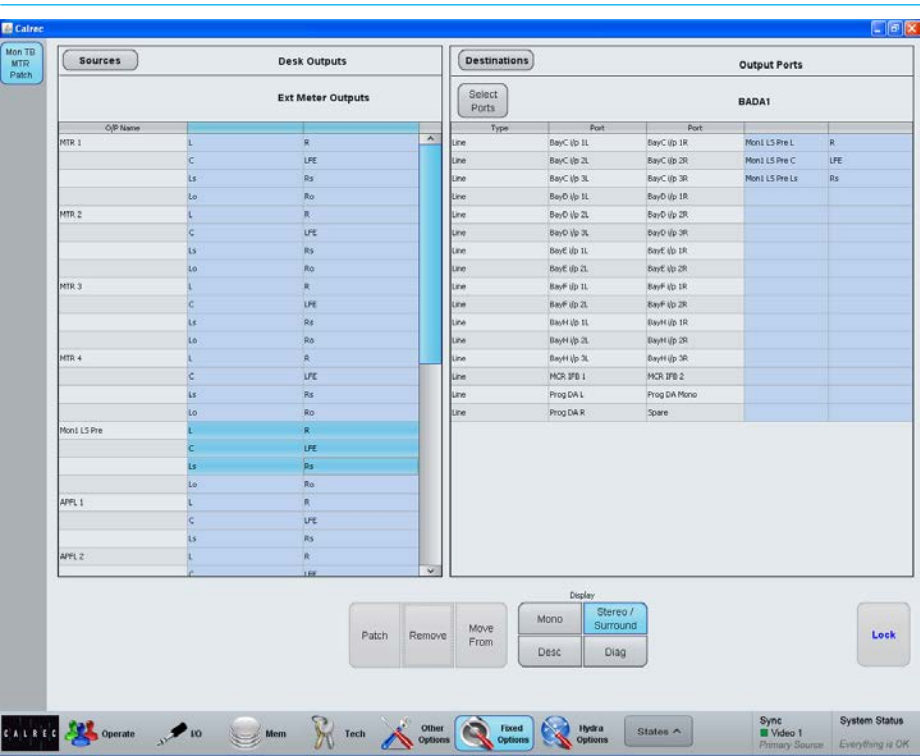 Calrec
Mon TB
MTR
Patch
Sources
Desk Outputs
Ext Meter Outputs
O/P Name
MTR 1 L R
C LFE
Ls Rs
Lo Ro
MTR 2 L R
C LFE
Ls Rs
Lo Ro
MTR 3 L R
C LFE
Ls Rs
Lo Ro
MTR 4 L R
C LFE
Ls Rs
Lo Ro
Mon1 LS Pre L R
C LFE
Ls Rs
Lo Ro
APFL 1 L R
C LFE
Ls Rs
APFL 2 L R
C LFE
Destinations
Output Ports
Select
Ports
BADA1
Type Port Port
Line BayC i/p 1L BayC i/p 1R Mon1 LS Pre L R
Line BayC i/p 2L BayC i/p 2R Mon1 LS Pre C LFE
Line BayC i/p 3L BayC i/p 3R Mon1 LS Pre Ls Rs
Line BayD i/p 1L BayD i/p 1R
Line BayD i/p 2L BayD i/p 2R
Line BayD i/p 3L BayD i/p 3R
Line BayE i/p 1L BayE i/p 1R
Line BayE i/p 2L BayE i/p 2R
Line BayF i/p 1L BayF i/p 1R
Line BayF i/p 2L BayF i/p 2R
Line BayH i/p 1L BayH i/p 1R
Line BayH i/p 2L BayH i/p 2R
Line BayH i/p 3L BayH i/p 3R
Line MCR IFB 1 MCR IFB 2
Line Prog DA L Prog DA Mono
Line Prog DA R Spare
Patch
Remove
Move
From
Display
Mono
Stereo /
Surround
Desc
Diag
Lock
CALREC
Operate
IO
Mem
Tech
Other
Options
Fixed
Options
Hydra
Options
States ^
Sync
Video 1
Primary Source
System Status
Everything is OK